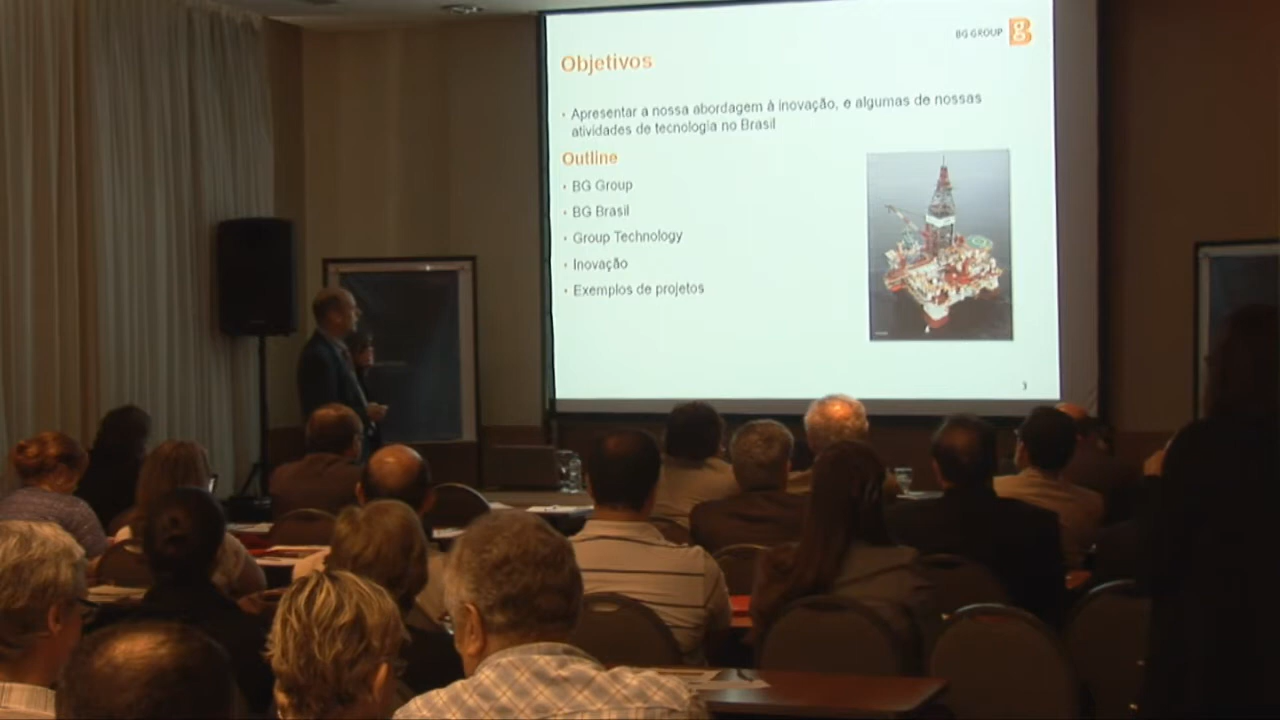 BG GROUP
Objetivos
• Apresentar a nossa abordagem à inovação, e algumas de nossas
atividades de tecnologia no Brasil
Outline
• BG Group
• BG Brasil
• Group Technology
• Inovação
• Exemplos de projetos
3